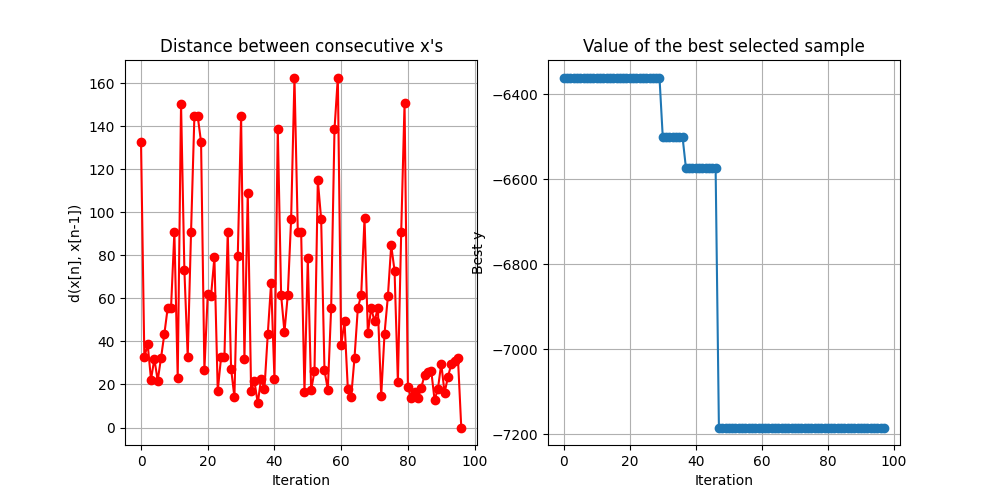 Distance between consecutive x's
d(x[n], x[n-1])
160
140
120
100
80
60
40
20
0
0 20 40 60 80 100
Iteration
Value of the best selected sample
Best y
−6400
−6600
−6800
−7000
−7200
0 20 40 60 80 100
Iteration